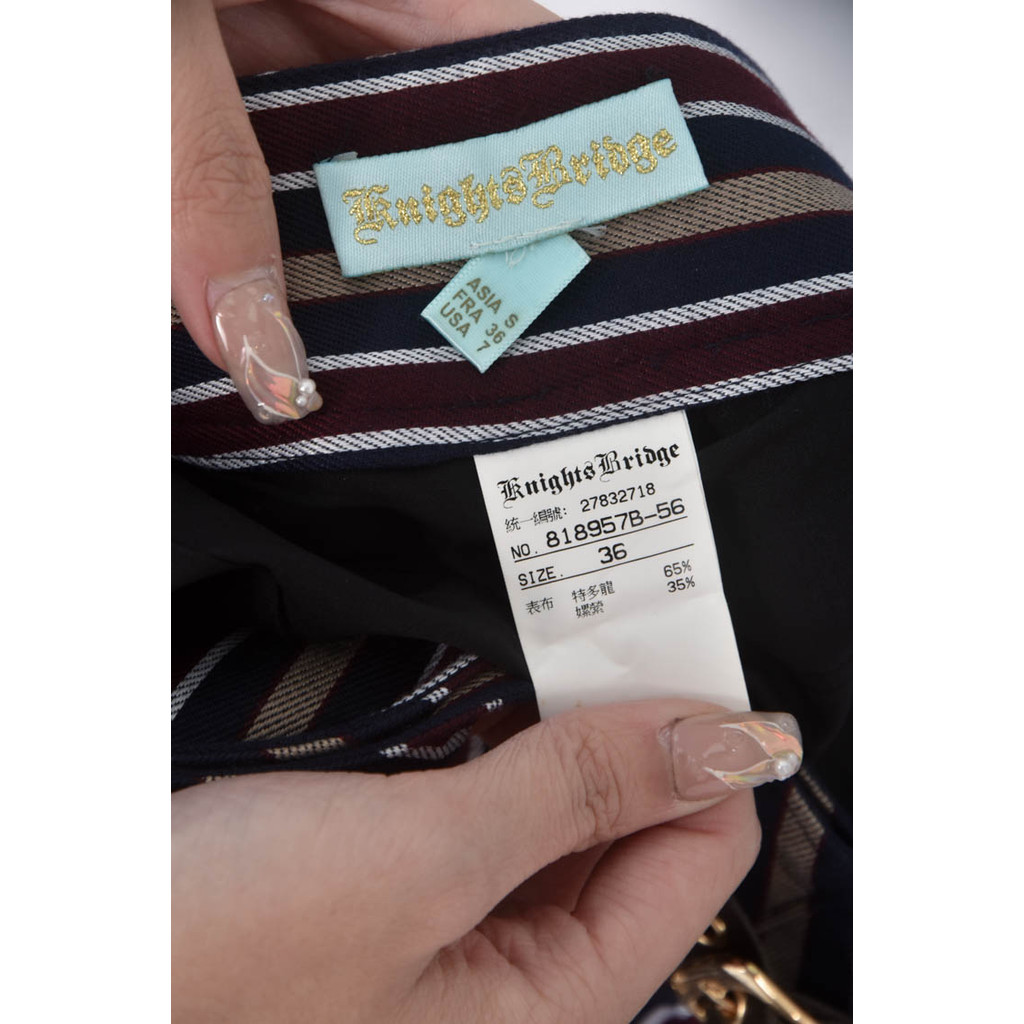 KnightsBridge
ASIA S
FRA 36
USA 7
KnightsBridge
統一編號: 27832718
NO. 818957B-56
SIZE. 36
表布 特多龍 65%
嫘縈 35%